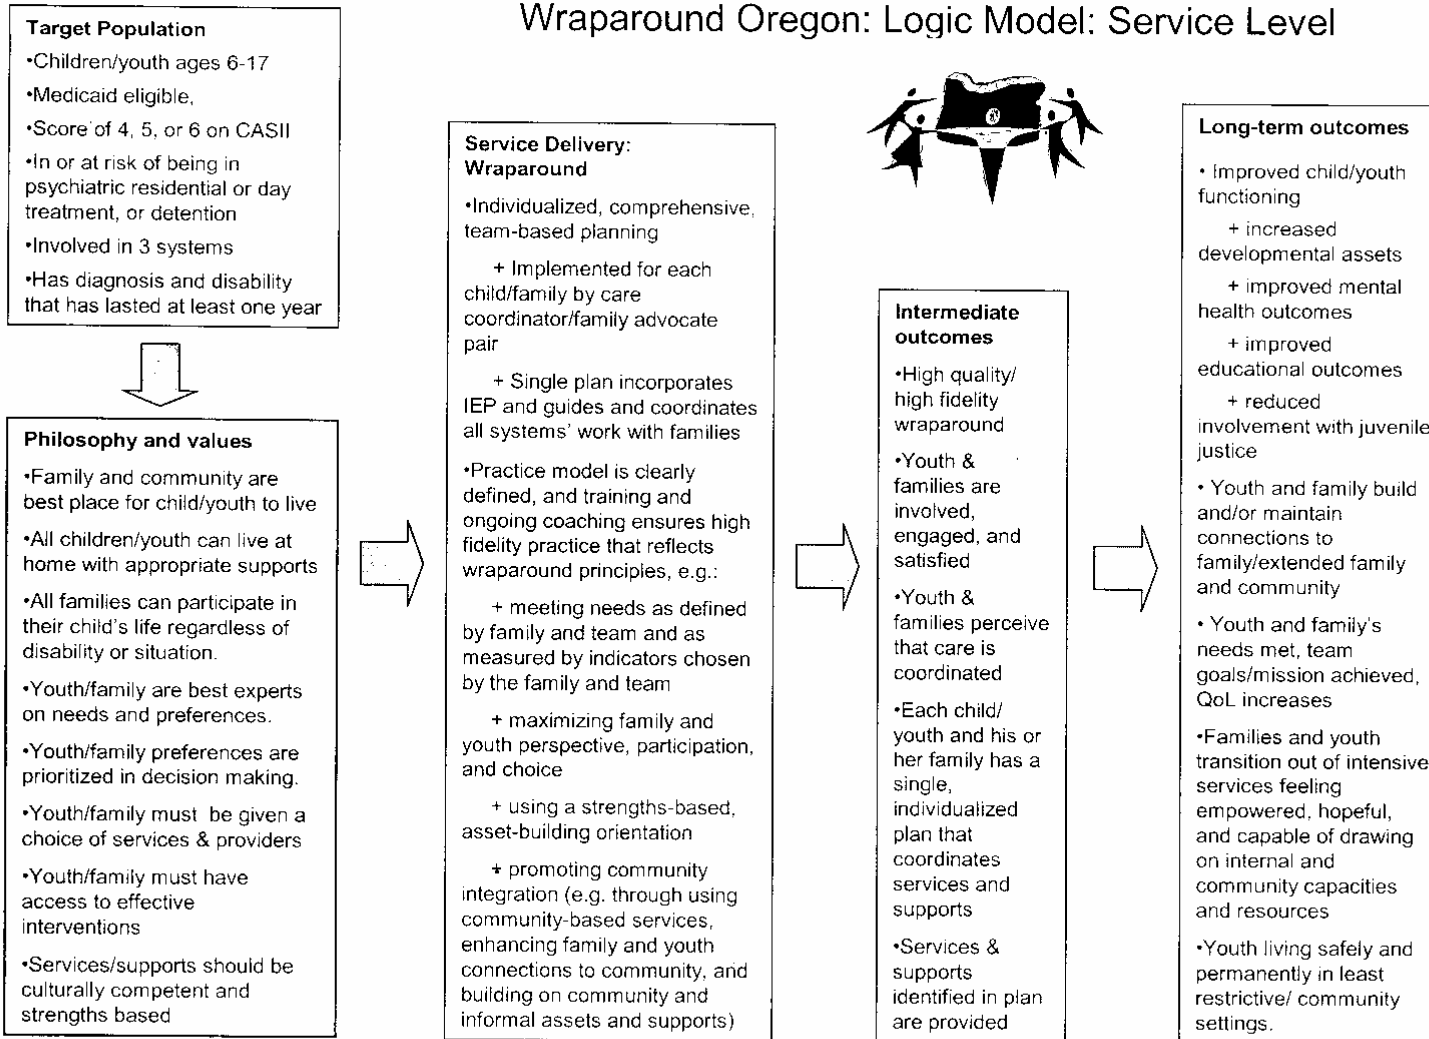 Wraparound Oregon: Logic Model: Service Level
Target Population
•Children/youth ages 6-17
•Medicaid eligible,
•Score of 4, 5, or 6 on CASII
•In or at risk of being in
psychiatric residential or day
treatment, or detention
•Involved in 3 systems
•Has diagnosis and disability
that has lasted at least one year
Philosophy and values
•Family and community are
best place for child/youth to live
•All children/youth can live at
home with appropriate supports
•All families can participate in
their child's life regardless of
disability or situation.
•Youth/family are best experts
on needs and preferences.
•Youth/family preferences are
prioritized in decision making.
•Youth/family must be given a
choice of services & providers
•Youth/family must have
access to effective
interventions
•Services/supports should be
culturally competent and
strengths based
Service Delivery:
Wraparound
•Individualized, comprehensive,
team-based planning
+ Implemented for each
child/family by care
coordinator/family advocate
pair
+ Single plan incorporates
IEP and guides and coordinates
all systems' work with families
•Practice model is clearly
defined, and training and
ongoing coaching ensures high
fidelity practice that reflects
wraparound principles, e.g.:
+ meeting needs as defined
by family and team and as
measured by indicators chosen
by the family and team
+ maximizing family and
youth perspective, participation,
and choice
+ using a strengths-based,
asset-building orientation
+ promoting community
integration (e.g. through using
community-based services,
enhancing family and youth
connections to community, and
building on community and
informal assets and supports)
Intermediate
outcomes
•High quality/
high fidelity
wraparound
•Youth &
families are
involved,
engaged, and
satisfied
•Youth &
families perceive
that care is
coordinated
•Each child/
youth and his or
her family has a
single,
individualized
plan that
coordinates
services and
supports
•Services &
supports
identified in plan
are provided
Long-term outcomes
• Improved child/youth
functioning
+ increased
developmental assets
+ improved mental
health outcomes
+ improved
educational outcomes
+ reduced
involvement with juvenile
justice
• Youth and family build
and/or maintain
connections to
family/extended family
and community
• Youth and family's
needs met, team
goals/mission achieved,
QoL increases
•Families and youth
transition out of intensive
services feeling
empowered, hopeful,
and capable of drawing
on internal and
community capacities
and resources
•Youth living safely and
permanently in least
restrictive/ community
settings.